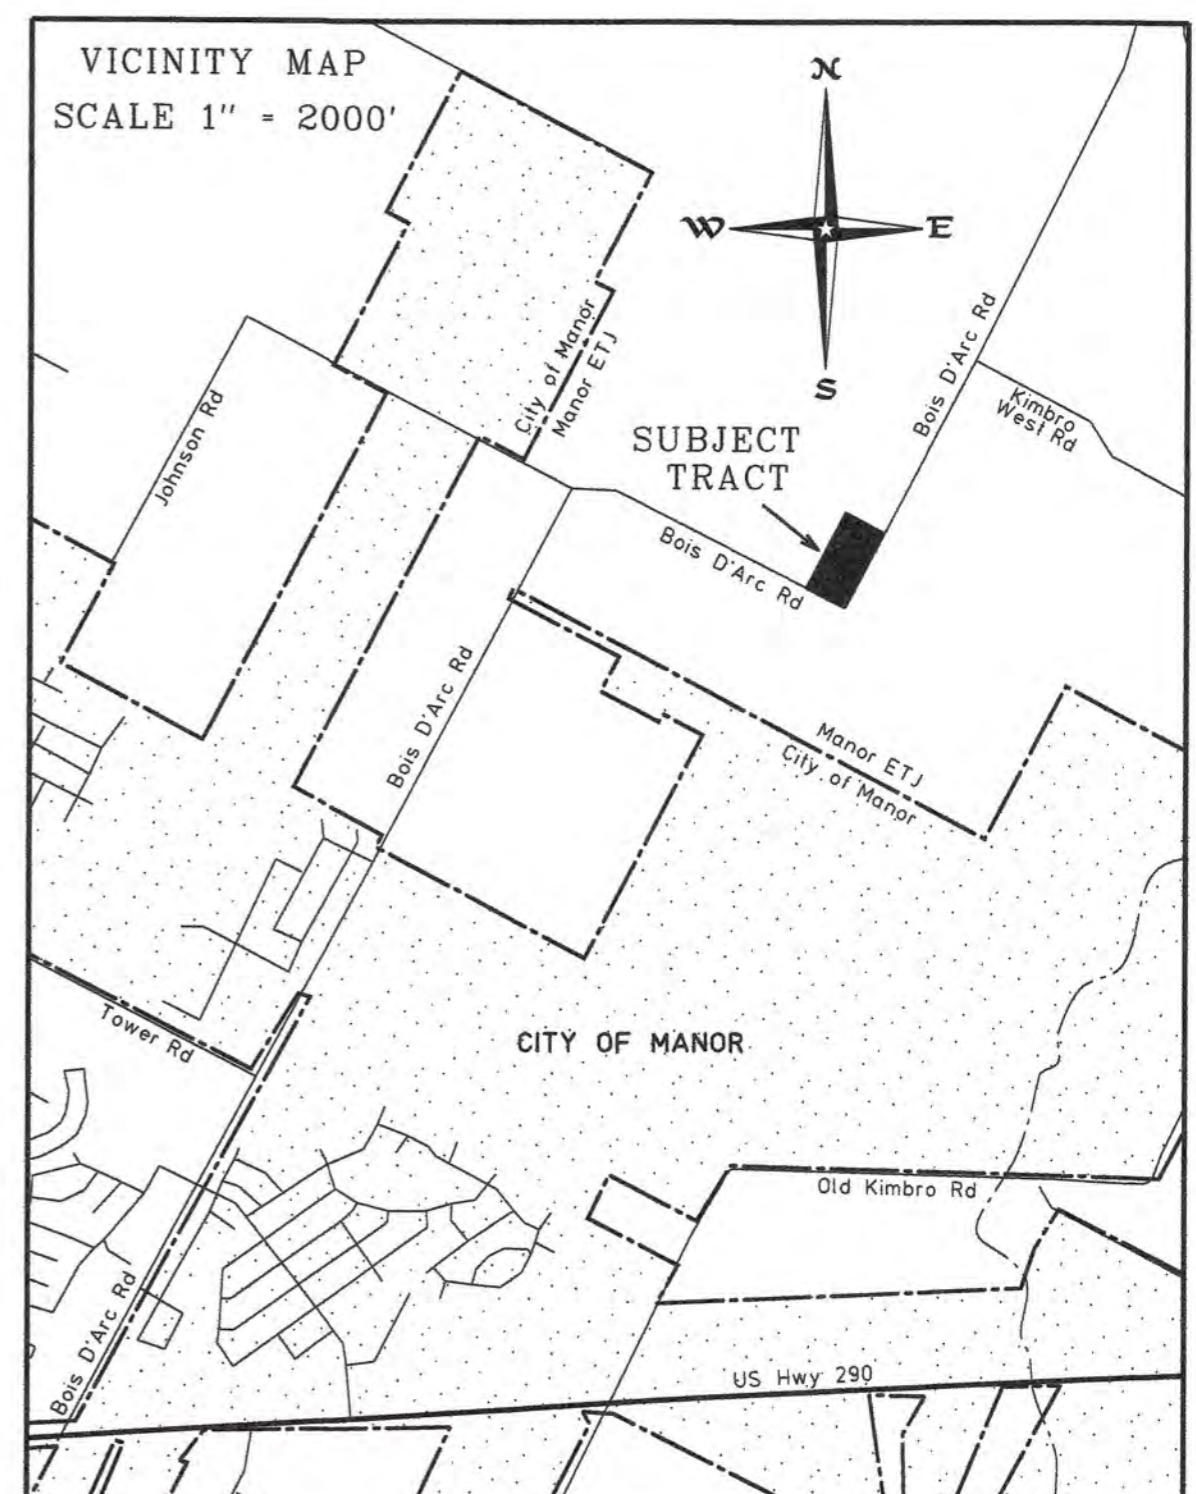 VICINITY MAP
SCALE 1" = 2000'
N
W
E
S
City of Manor
Manor ETJ
Bois D'Arc Rd
Kimbro
West Rd
Johnson Rd
SUBJECT
TRACT
Bois D'Arc Rd
Bois D'Arc Rd
Manor ETJ
City of Manor
Tower Rd
CITY OF MANOR
Old Kimbro Rd
Bois D'Arc Rd
US Hwy 290